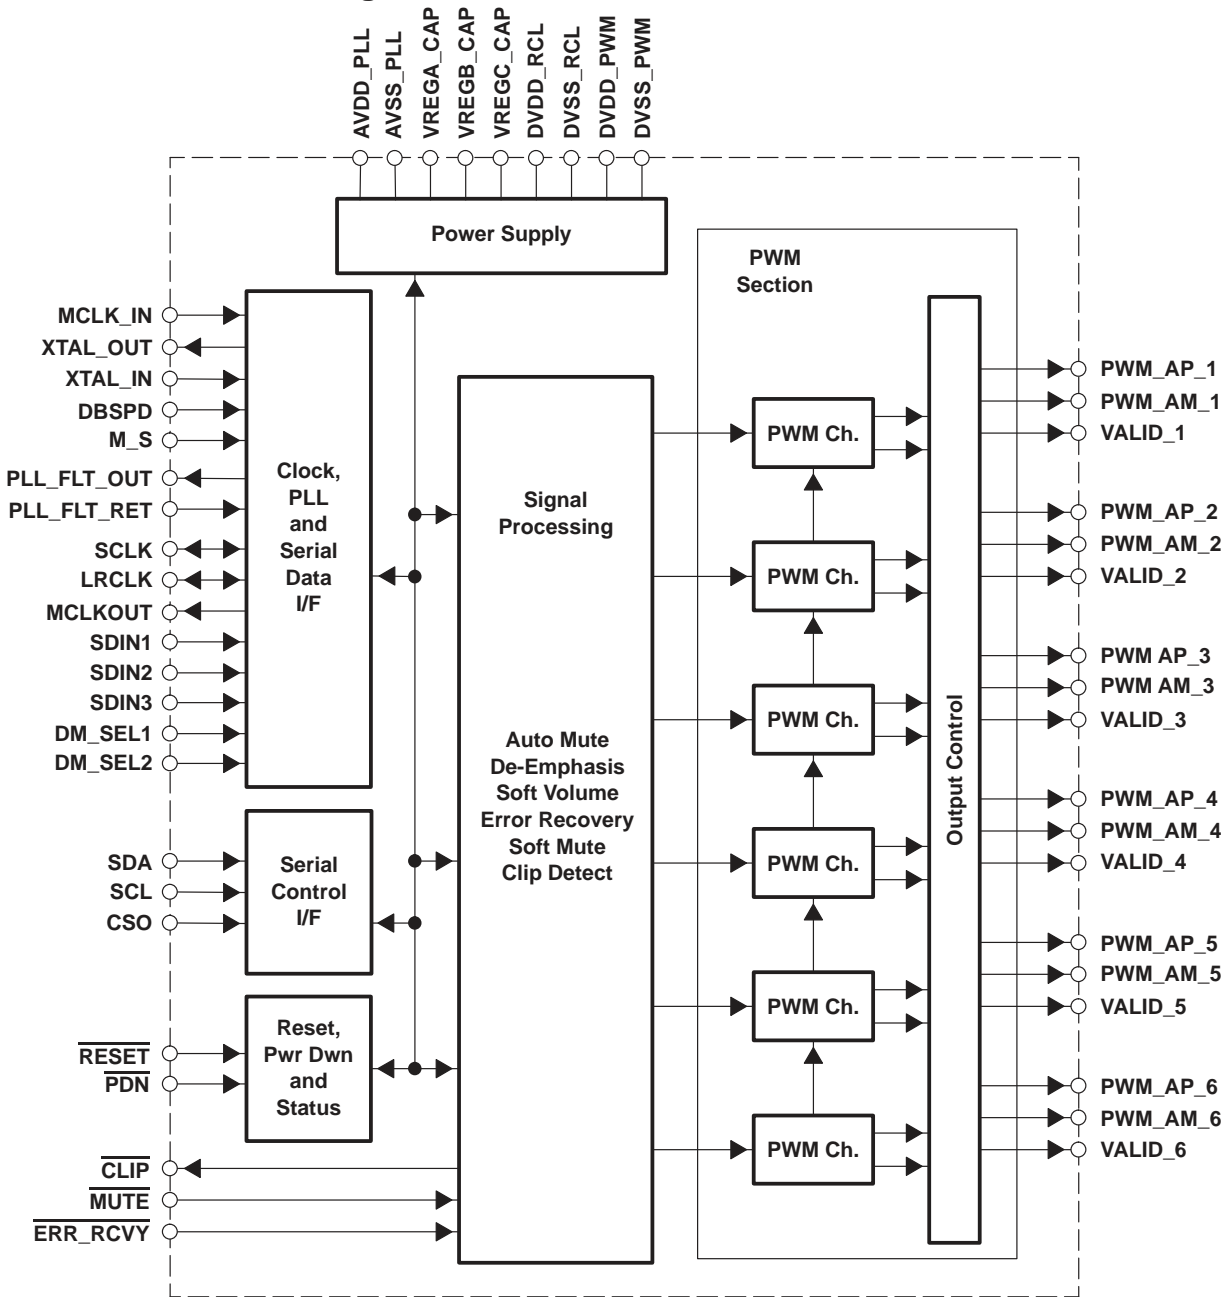 AVDD_PLL
AVSS_PLL
VREGA_CAP
VREGB_CAP
VREGC_CAP
DVDD_RCL
DVSS_RCL
DVDD_PWM
DVSS_PWM
Power Supply
PWM
Section
MCLK_IN
XTAL_OUT
XTAL_IN
DBSPD
M_S
PLL_FLT_OUT
PLL_FLT_RET
SCLK
LRCLK
MCLKOUT
SDIN1
SDIN2
SDIN3
DM_SEL1
DM_SEL2
Clock,
PLL
and
Serial
Data
I/F
SDA
SCL
CSO
Serial
Control
I/F
RESET
PDN
Reset,
Pwr Dwn
and
Status
CLIP
MUTE
ERR_RCVY
Signal
Processing
Auto Mute
De-Emphasis
Soft Volume
Error Recovery
Soft Mute
Clip Detect
PWM Ch.
PWM Ch.
PWM Ch.
PWM Ch.
PWM Ch.
PWM Ch.
Output Control
PWM_AP_1
PWM_AM_1
VALID_1
PWM_AP_2
PWM_AM_2
VALID_2
PWM AP_3
PWM AM_3
VALID_3
PWM_AP_4
PWM_AM_4
VALID_4
PWM_AP_5
PWM_AM_5
VALID_5
PWM_AP_6
PWM_AM_6
VALID_6